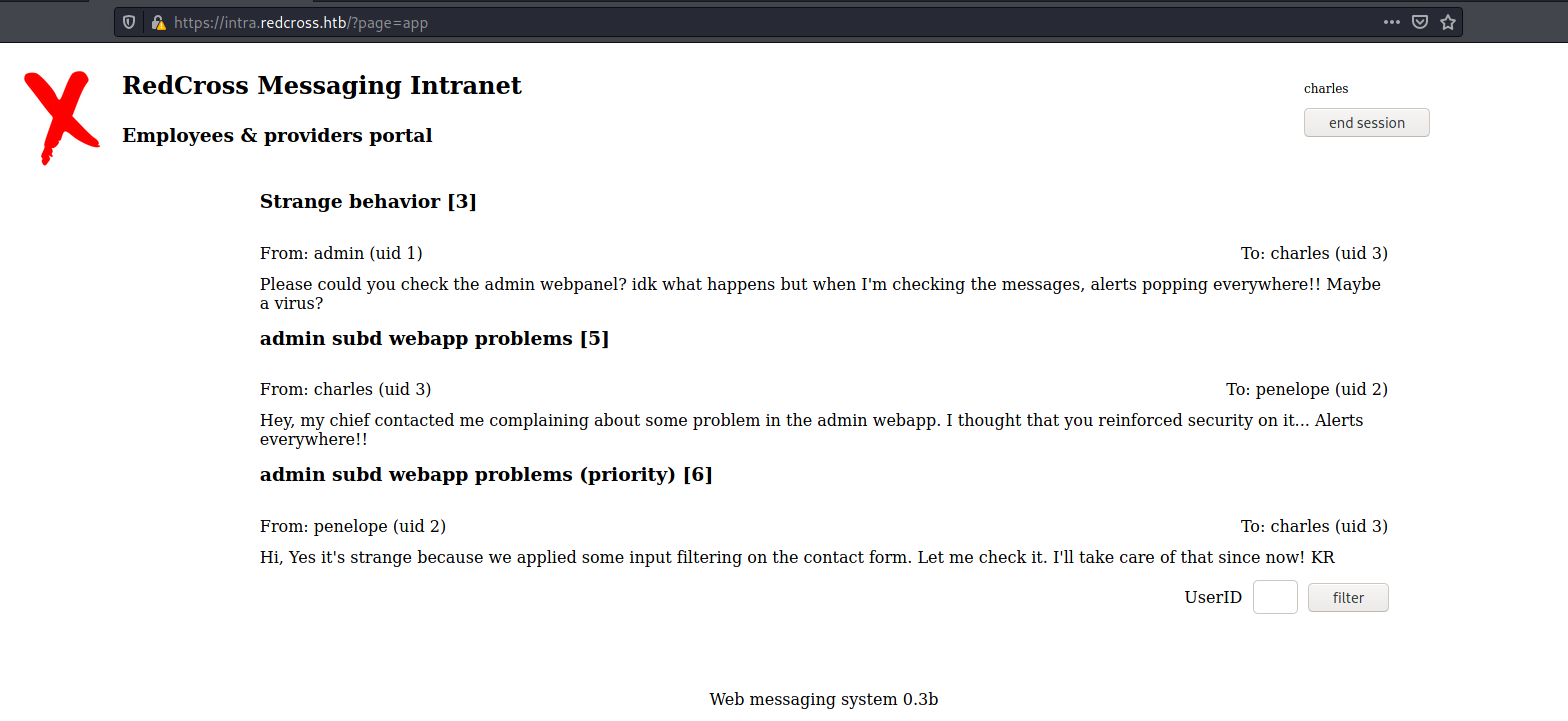 https://intra.redcross.htb/?page=app
RedCross Messaging Intranet
charles
end session
Employees & providers portal
Strange behavior [3]
From: admin (uid 1) To: charles (uid 3)
Please could you check the admin webpanel? idk what happens but when I'm checking the messages, alerts popping everywhere!! Maybe
a virus?
admin subd webapp problems [5]
From: charles (uid 3) To: penelope (uid 2)
Hey, my chief contacted me complaining about some problem in the admin webapp. I thought that you reinforced security on it... Alerts
everywhere!!
admin subd webapp problems (priority) [6]
From: penelope (uid 2) To: charles (uid 3)
Hi, Yes it's strange because we applied some input filtering on the contact form. Let me check it. I'll take care of that since now! KR
UserID filter
Web messaging system 0.3b